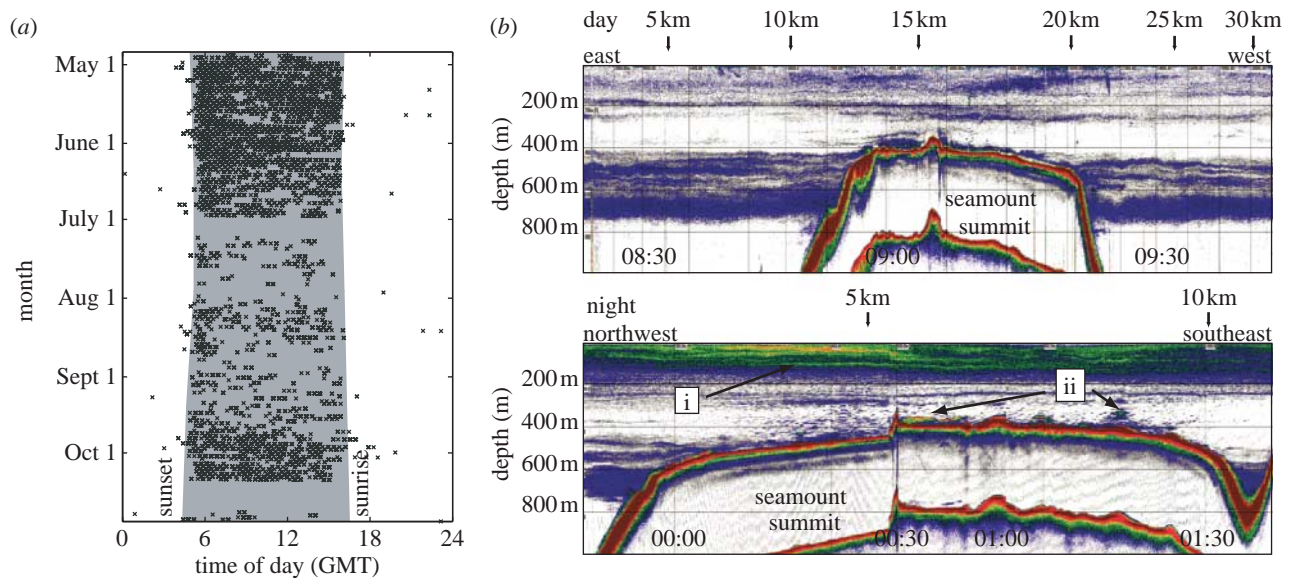 (a)
May 1
June 1
July 1
Aug 1
Sept 1
Oct 1
month
sunset
sunrise
0 6 12 18 24
time of day (GMT)
(b)
day 5 km 10 km 15 km 20 km 25 km 30 km
east west
200 m
400 m
600 m
800 m
depth (m)
seamount
summit
08:30 09:00 09:30
night 5 km 10 km
northwest southeast
200 m
400 m
600 m
800 m
depth (m)
i
ii
seamount
summit
00:00 00:30 01:00 01:30